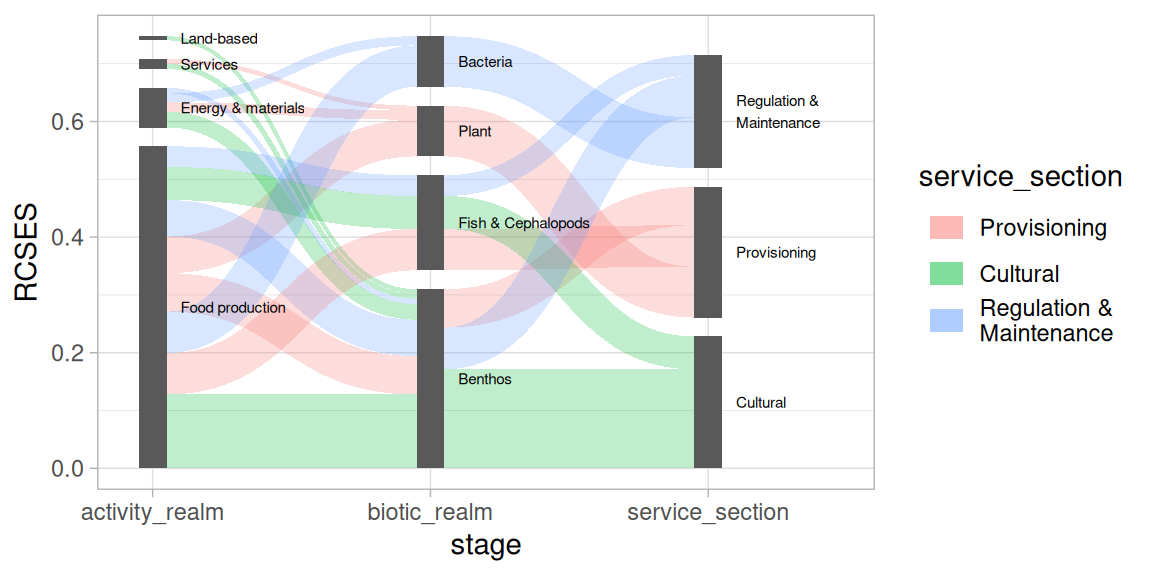 RCSES
0.6
0.4
0.2
0.0
Land-based
Services
Energy & materials
Food production
Bacteria
Plant
Fish & Cephalopods
Benthos
Regulation &
Maintenance
Provisioning
Cultural
activity_realm
biotic_realm
service_section
stage
service_section
Provisioning
Cultural
Regulation &
Maintenance